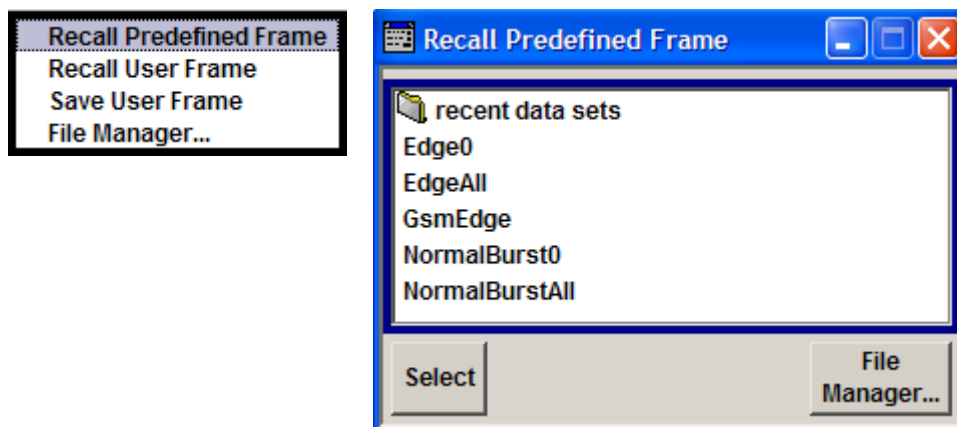 Recall Predefined Frame
Recall User Frame
Save User Frame
File Manager...
Recall Predefined Frame
recent data sets
Edge0
EdgeAll
GsmEdge
NormalBurst0
NormalBurstAll
Select
File
Manager...